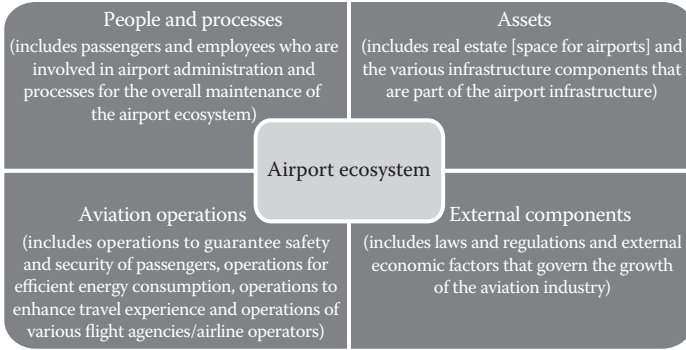 People and processes
(includes passengers and employees who are
involved in airport administration and
processes for the overall maintenance of
the airport ecosystem)
Assets
(includes real estate [space for airports] and
the various infrastructure components that
are part of the airport infrastructure)
Airport ecosystem
Aviation operations
(includes operations to guarantee safety
and security of passengers, operations for
efficient energy consumption, operations to
enhance travel experience and operations of
various flight agencies/airline operators)
External components
(includes laws and regulations and external
economic factors that govern the growth
of the aviation industry)